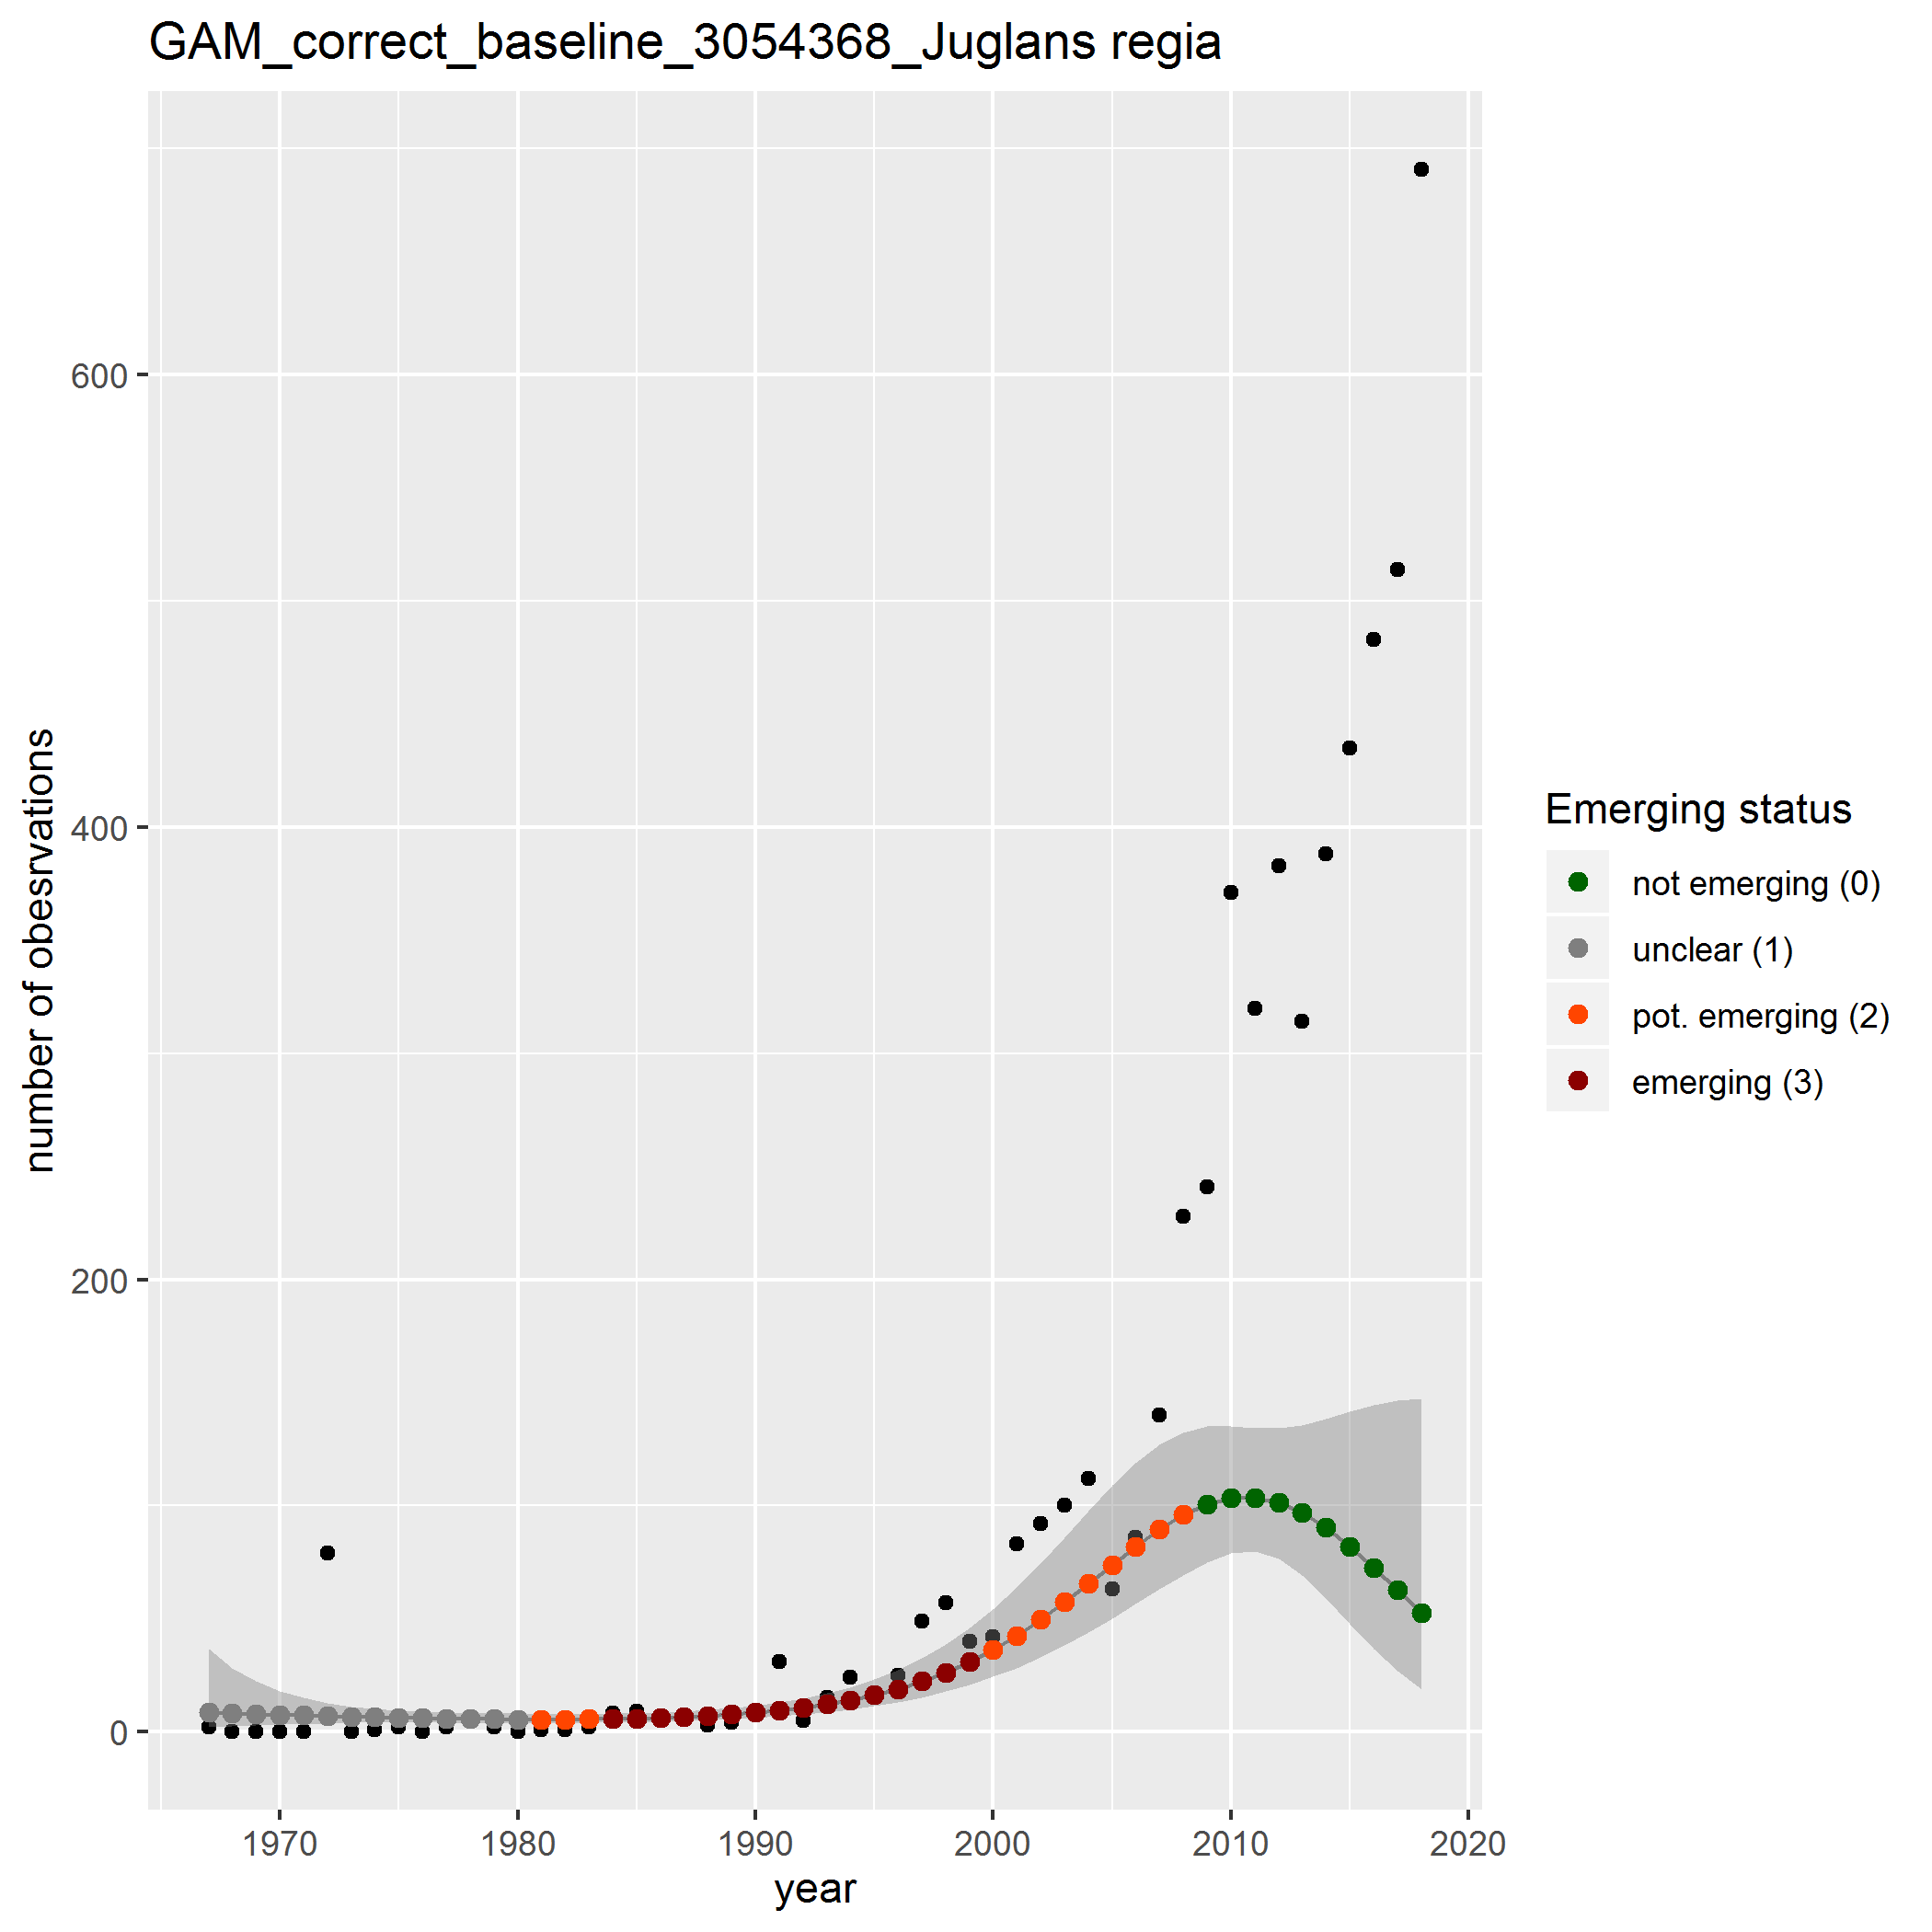 GAM_correct_baseline_3054368_Juglans regia
600
400
200
0
number of obesrvations
1970 1980 1990 2000 2010 2020
year
Emerging status
not emerging (0)
unclear (1)
pot. emerging (2)
emerging (3)